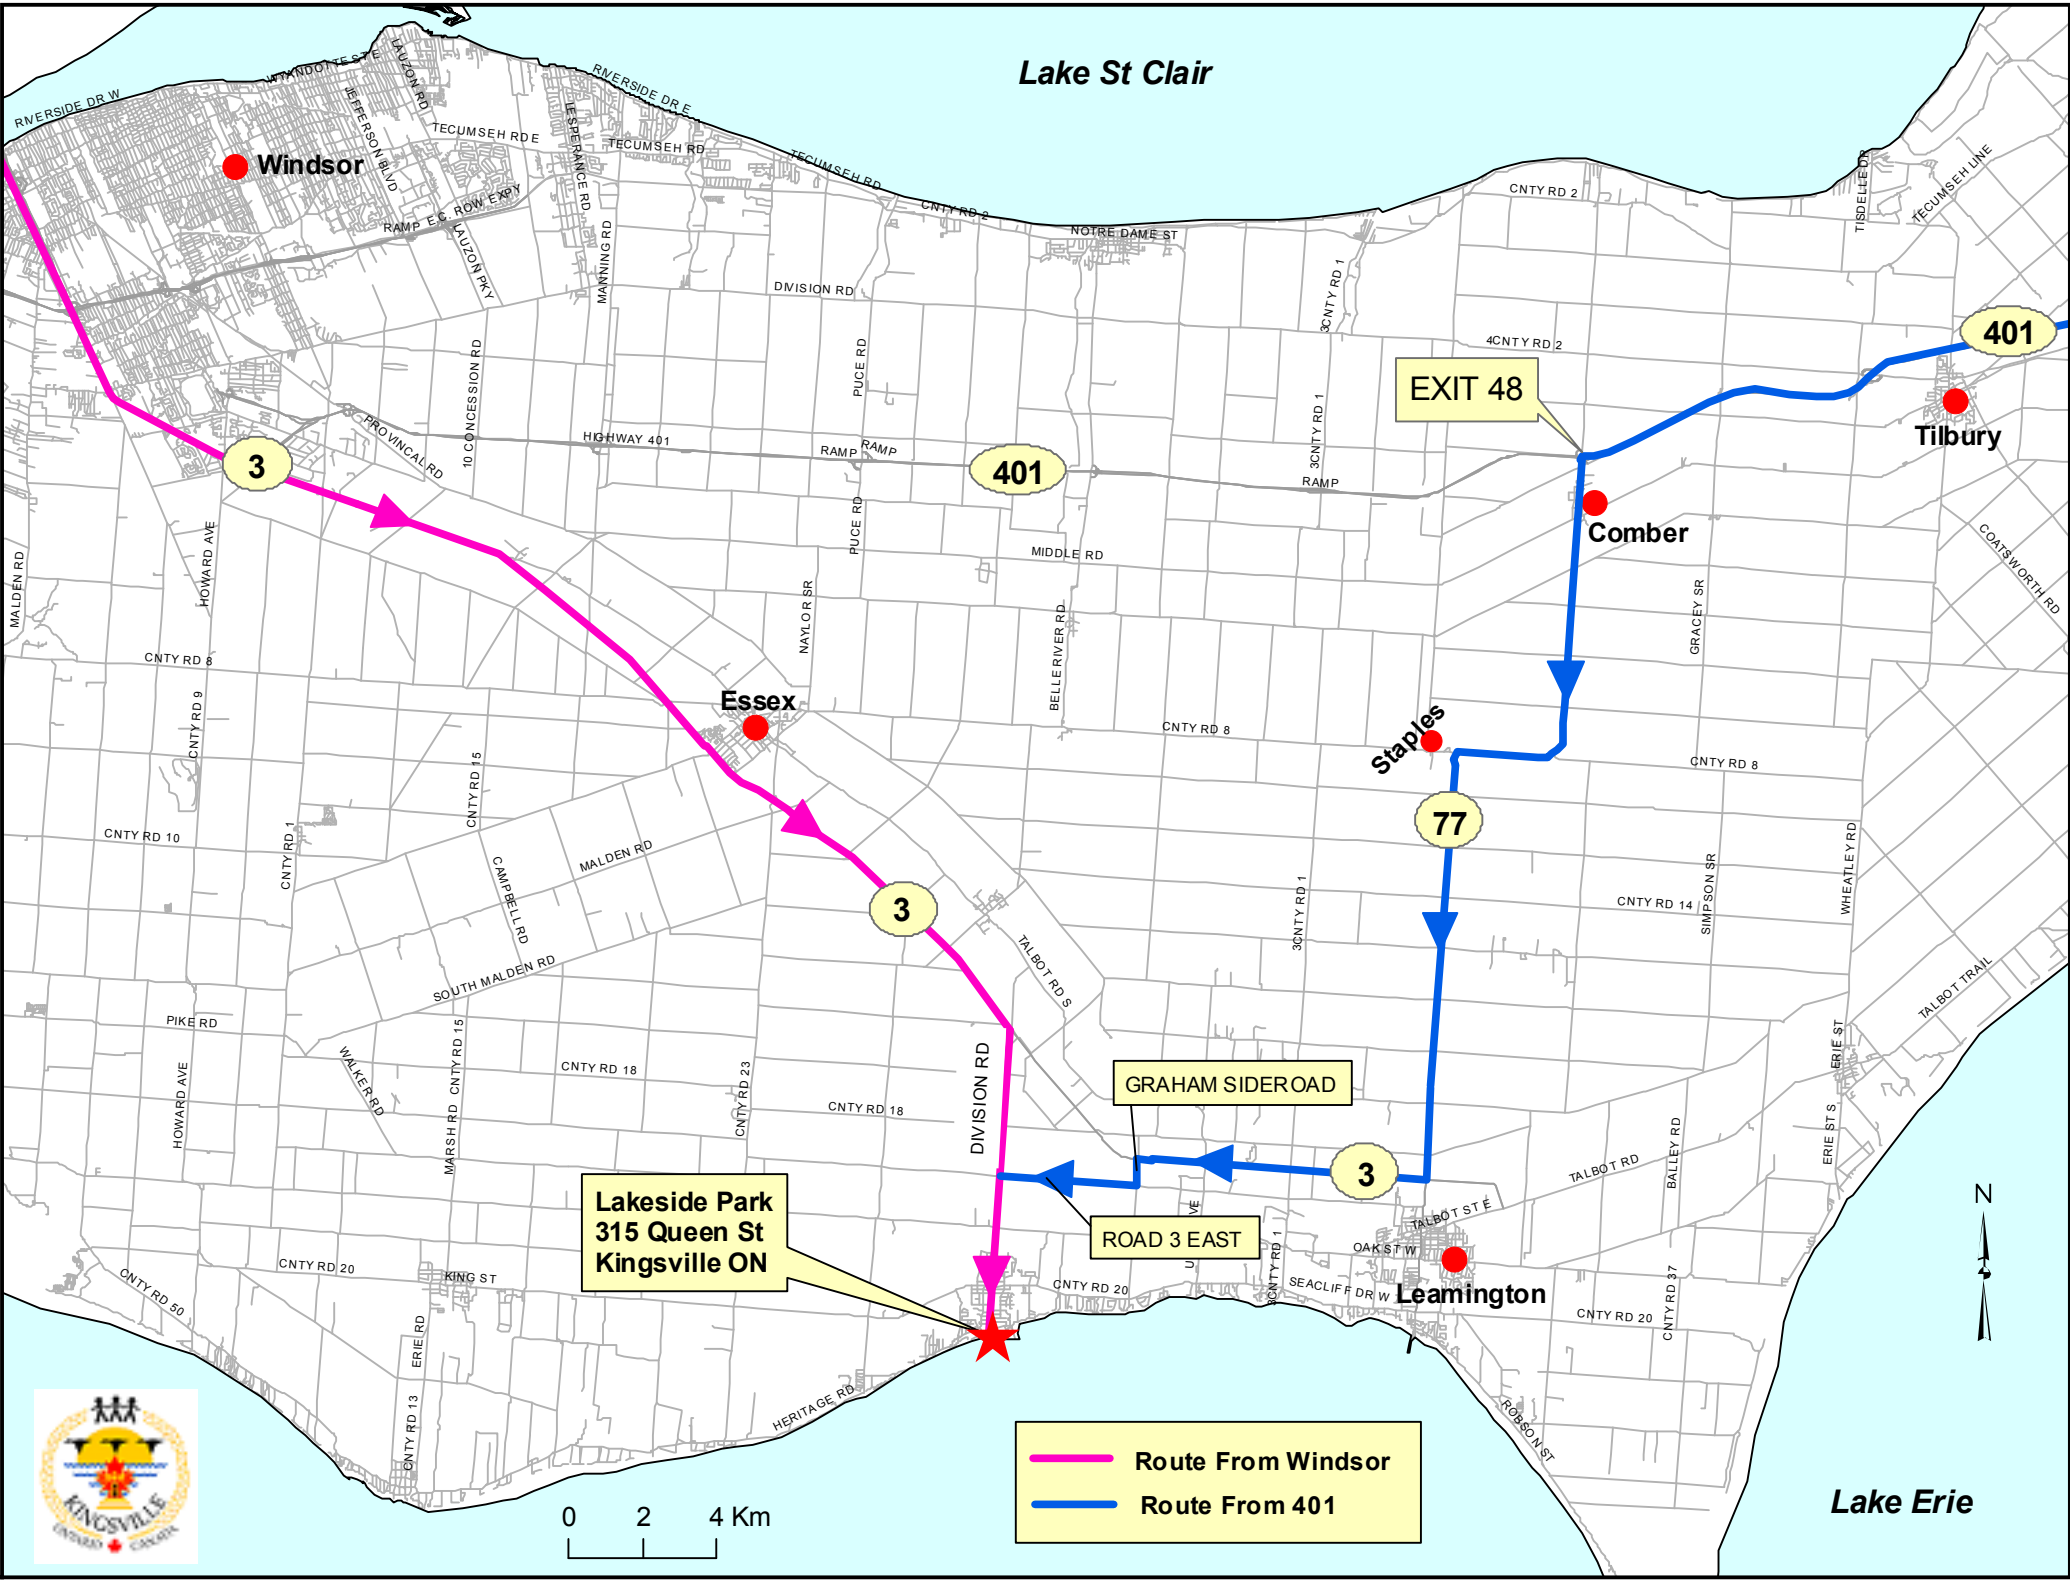 Lake St Clair
WYANDOTTE ST E
LAUZON RD
RIVERSIDE DR W
RIVERSIDE DR E
JEFFERSON BLVD
LESPERANCE RD
TECUMSEH RD E
TECUMSEH RD
TECUMSEH RD
Windsor
CNTY RD 2
CNTY RD 2
TISDELLE DR
TECUMSEH LINE
RAMP
E.C. ROW EXPY
LAUZON PKY
MANNING RD
NOTRE DAME ST
DIVISION RD
3CNTY RD 1
4CNTY RD 2
401
EXIT 48
Tilbury
10 CONCESSION RD
PUCE RD
PROVINCAL RD
HIGHWAY 401
RAMP
RAMP
401
3CNTY RD 1
RAMP
3
Comber
COATSWORTH RD
MALDEN RD
HOWARD AVE
PUCE RD
MIDDLE RD
NAYLOR SR
BELLE RIVER RD
GRACEY SR
CNTY RD 8
CNTY RD 9
Essex
CNTY RD 8
Staples
CNTY RD 8
CNTY RD 15
77
CNTY RD 10
CNTY RD 1
CAMPBELL RD
MALDEN RD
3
3CNTY RD 1
CNTY RD 14
SIMPSON SR
WHEATLEY RD
SOUTH MALDEN RD
TALBOT RD S
TALBOT TRAIL
PIKE RD
WALKER RD
CNTY RD 15
MARSH RD
HOWARD AVE
CNTY RD 18
CNTY RD 23
CNTY RD 18
DIVISION RD
GRAHAM SIDEROAD
ERIE ST
ERIE ST S
BALLEY RD
TALBOT RD
3
Lakeside Park
315 Queen St
Kingsville ON
ROAD 3 EAST
TALBOT ST E
OAK ST W
3CNTY RD 1
SEACLIFF DR W
Leamington
CNTY RD 20
CNTY RD 37
CNTY RD 20
CNTY RD 20
KING ST
CNTY RD 50
ERIE RD
CNTY RD 13
HERITAGE RD
ROBSON ST
N
Route From Windsor
Route From 401
Lake Erie
0 2 4 Km
KINGSVILLE
ONTARIO CANADA